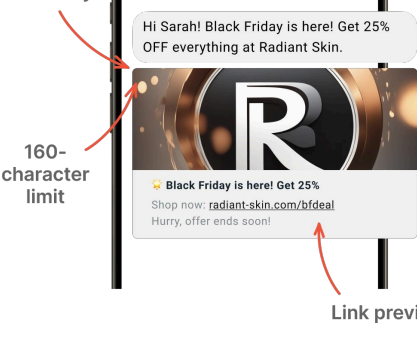 Hi Sarah! Black Friday is here! Get 25%
OFF everything at Radiant Skin.
160-
character
limit
R
Black Friday is here! Get 25%
Shop now: radiant-skin.com/bfdeal
Hurry, offer ends soon!
Link